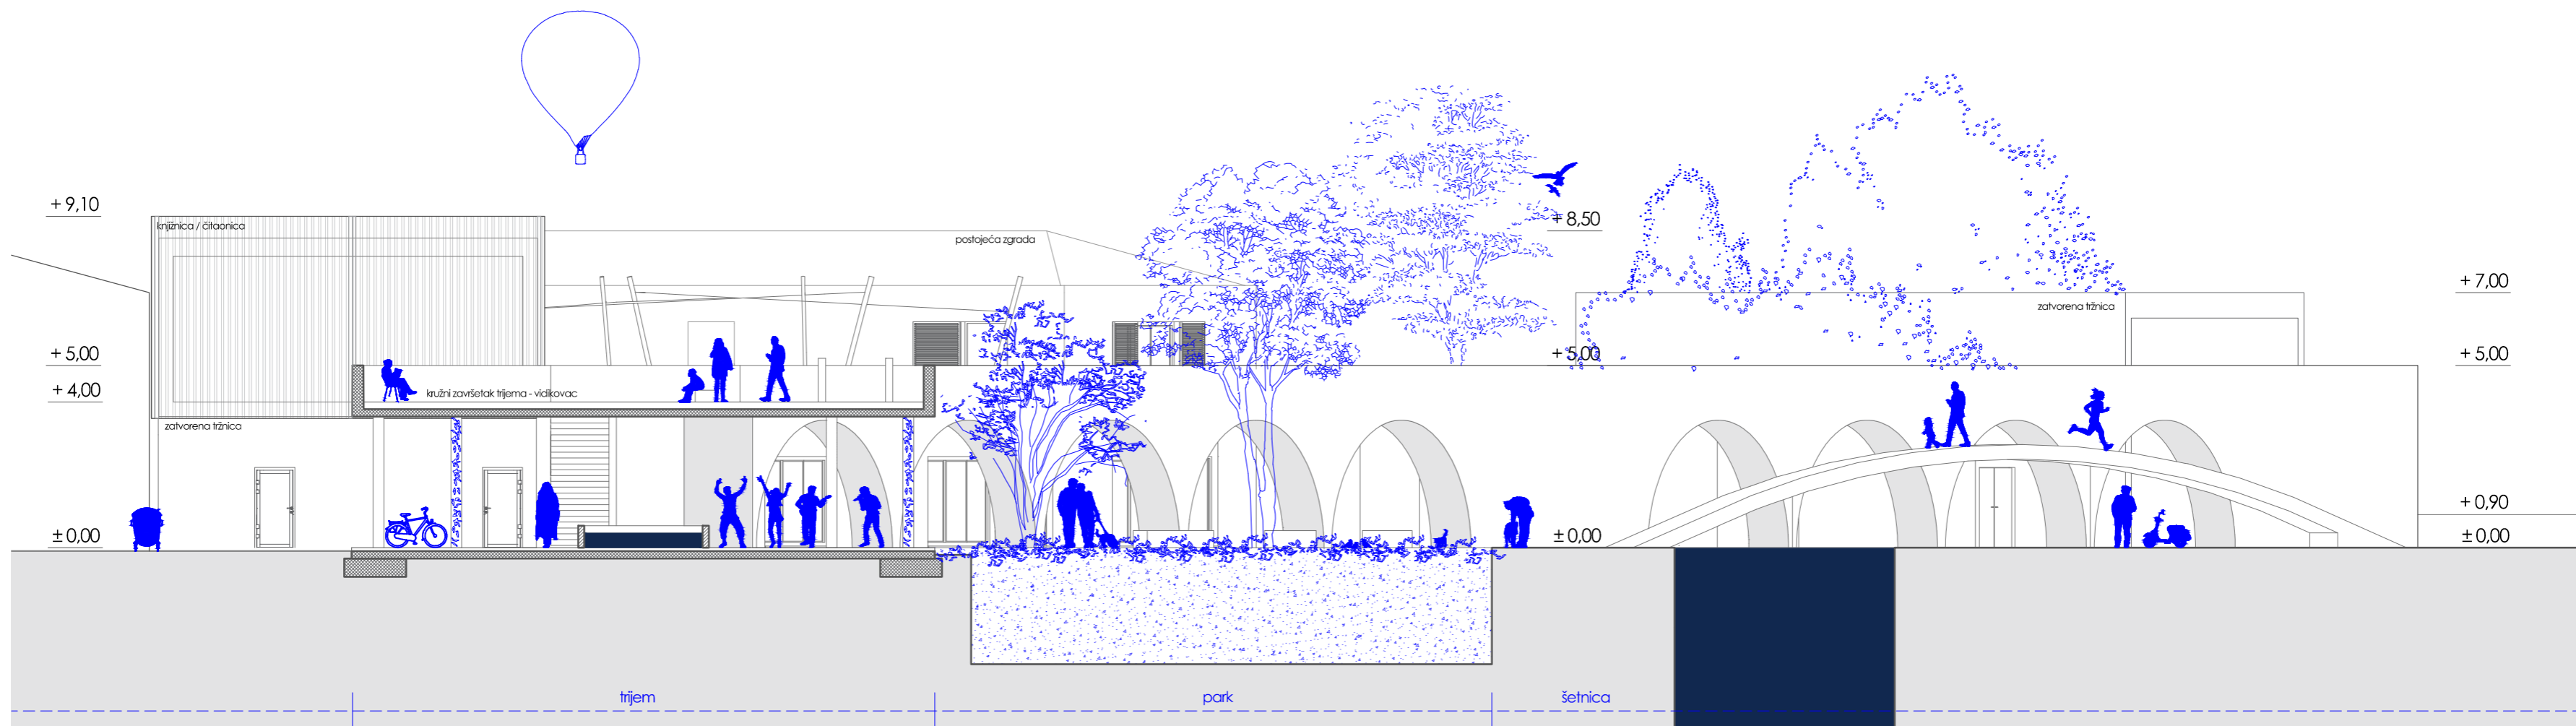 + 9,10
knjižnica / čitaonica
+ 8,50
postojeća zgrada
+ 7,00
zatvorena tržnica
+ 5,00
+ 5,00
+ 5,00
+ 4,00
kružni završetak trijema - vidikovac
zatvorena tržnica
+ 0,90
± 0,00
± 0,00
± 0,00
trijem
park
šetnica